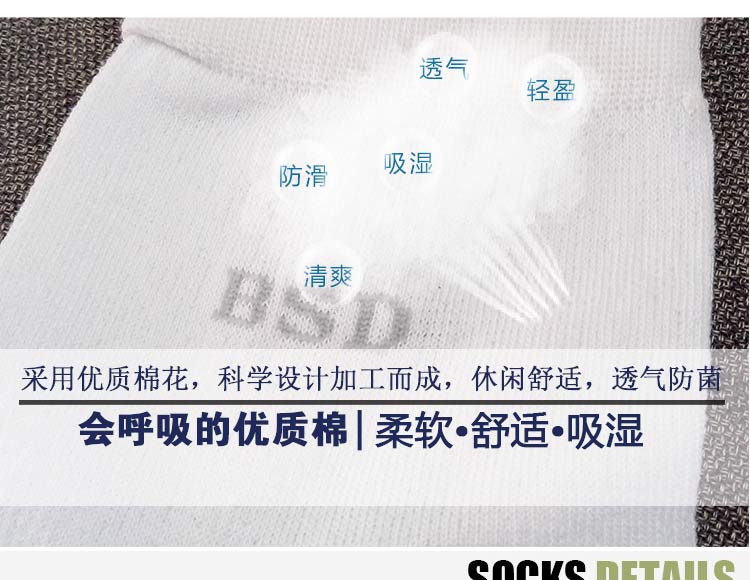 透气
轻盈
防滑
吸湿
清爽
BSD
采用优质棉花，科学设计加工而成，休闲舒适，透气防菌
会呼吸的优质棉|柔软•舒适•吸湿
SOCKS DETAILS